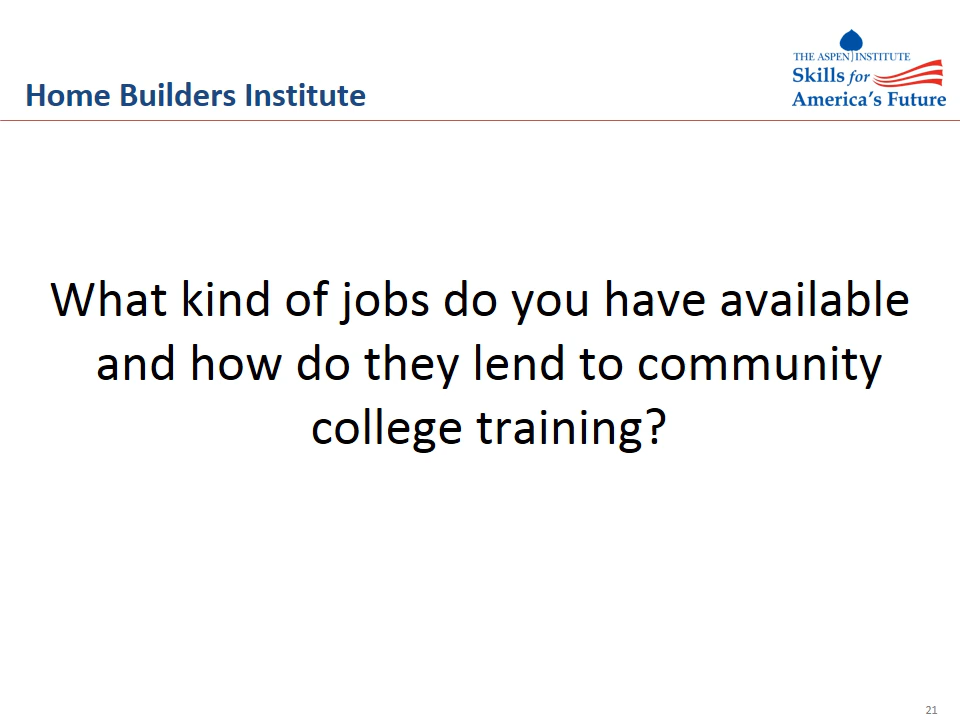 THE ASPEN INSTITUTE
Skills for
America's Future
Home Builders Institute
What kind of jobs do you have available
and how do they lend to community
college training?
21